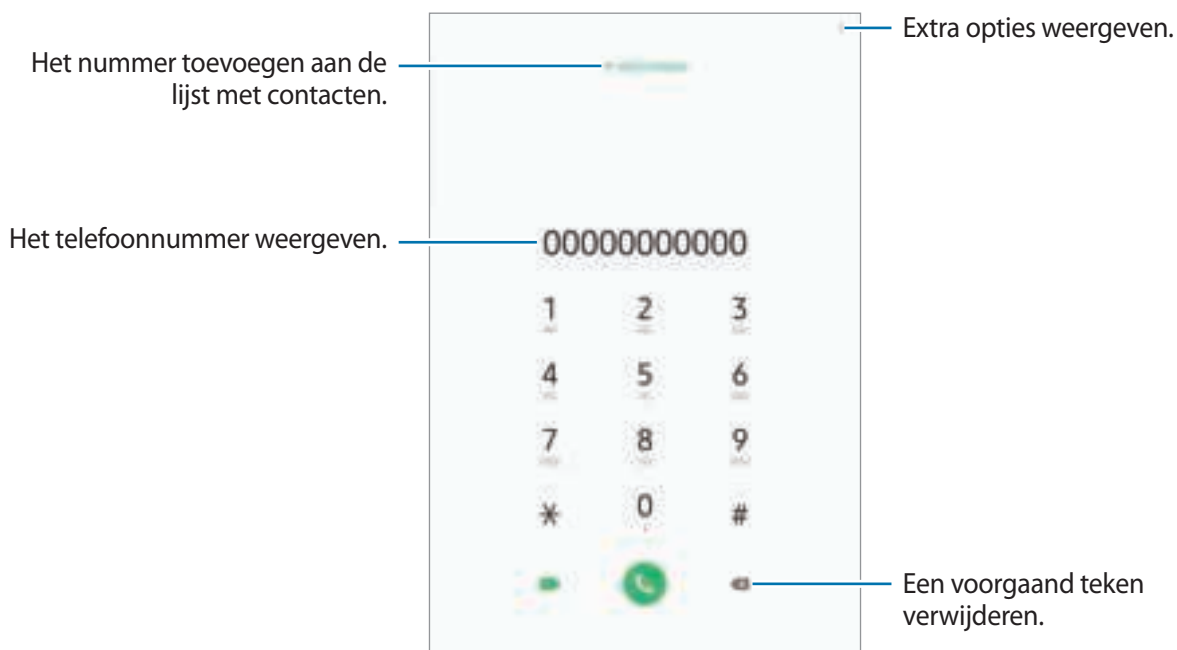 Extra opties weergeven.
Het nummer toevoegen aan de
lijst met contacten.
Het telefoonnummer weergeven.
00000000000
1 2 3
4 5 6
7 8 9
* 0 #
Een voorgaand teken
verwijderen.